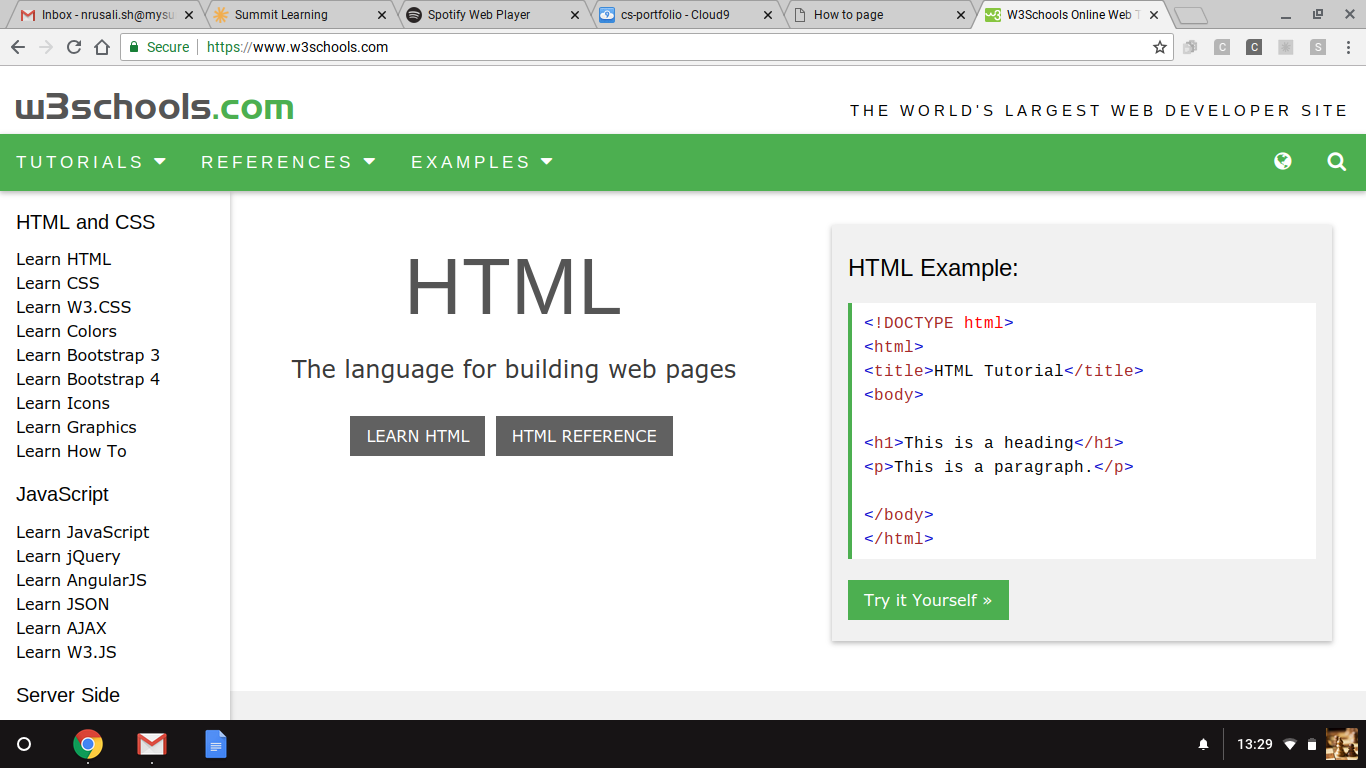 Inbox - nrusali.sh@mysu
Summit Learning
Spotify Web Player
cs-portfolio - Cloud9
How to page
W3Schools Online Web T
Secure https://www.w3schools.com
C C S
w3schools.com
THE WORLD'S LARGEST WEB DEVELOPER SITE
TUTORIALS REFERENCES EXAMPLES
HTML and CSS
Learn HTML
Learn CSS
Learn W3.CSS
Learn Colors
Learn Bootstrap 3
Learn Bootstrap 4
Learn Icons
Learn Graphics
Learn How To
JavaScript
Learn JavaScript
Learn jQuery
Learn AngularJS
Learn JSON
Learn AJAX
Learn W3.JS
Server Side
HTML
The language for building web pages
LEARN HTML HTML REFERENCE
HTML Example:
<!DOCTYPE html>
<html>
<title>HTML Tutorial</title>
<body>
<h1>This is a heading</h1>
<p>This is a paragraph.</p>
</body>
</html>
Try it Yourself »
13:29